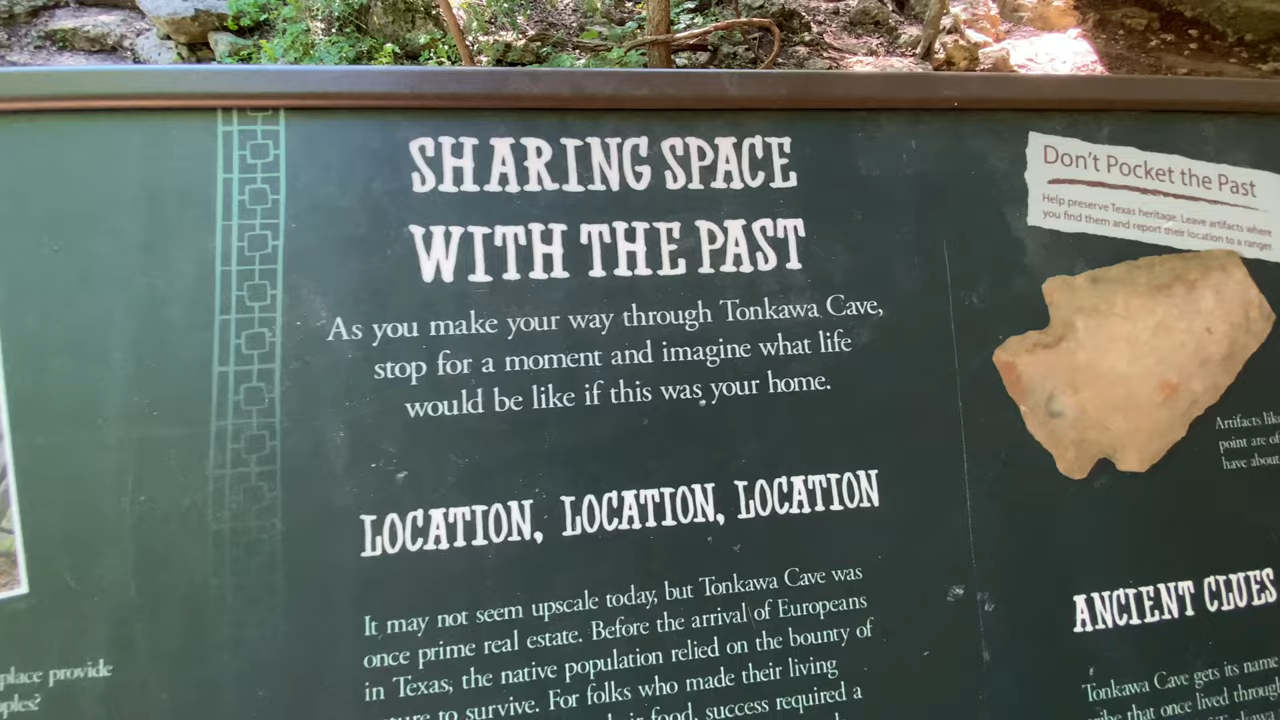 SHARING SPACE
WITH THE PAST
As you make your way through Tonkawa Cave,
stop for a moment and imagine what life
would be like if this was your home.
LOCATION, LOCATION, LOCATION
It may not seem upscale today, but Tonkawa Cave was
once prime real estate. Before the arrival of Europeans
in Texas, the native population relied on the bounty of
to survive. For folks who made their living
food, success required a
Don't Pocket the Past
Help preserve Texas heritage. Leave artifacts where
you find them and report their location to a ranger.
Artifacts
point are
have about
ANCIENT CLUES
Tonkawa Cave gets its name
that once lived through
place provide